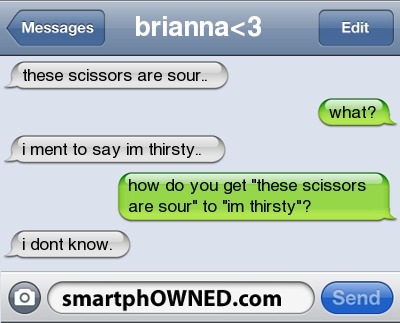 Messages
brianna<3
Edit
these scissors are sour..
what?
i ment to say im thirsty..
how do you get "these scissors
are sour" to "im thirsty"?
i dont know.
smartphOWNED.com
Send